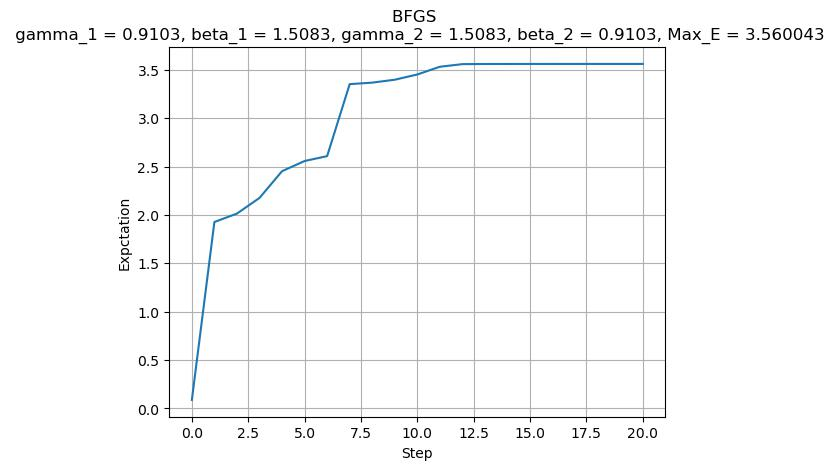 BFGS
gamma_1 = 0.9103, beta_1 = 1.5083, gamma_2 = 1.5083, beta_2 = 0.9103, Max_E = 3.560043
3.5
3.0
2.5
2.0
1.5
1.0
0.5
0.0
Expctation
0.0 2.5 5.0 7.5 10.0 12.5 15.0 17.5 20.0
Step